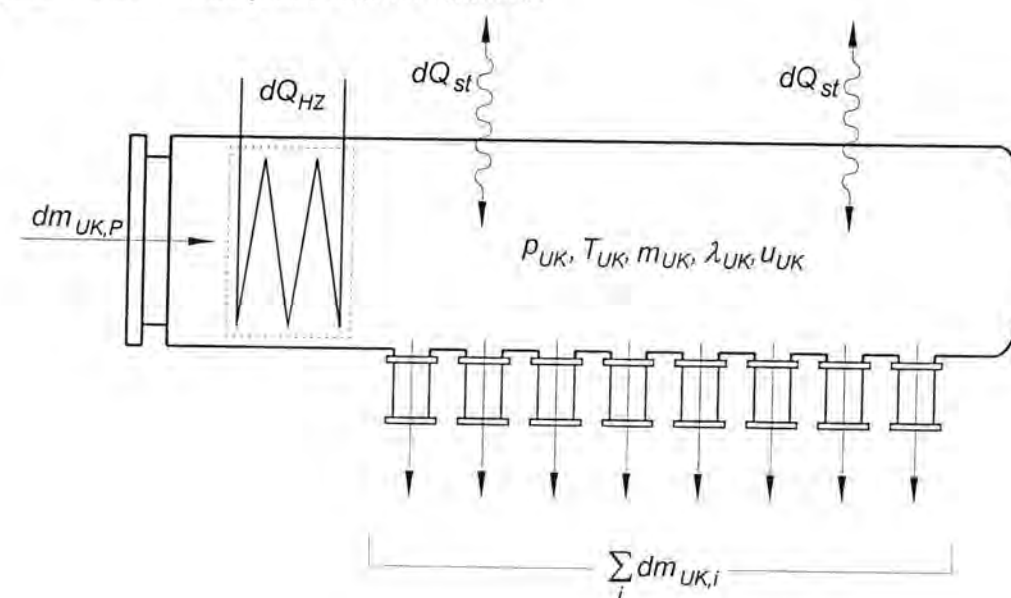 dQ_HZ dQ_st dQ_st
dm_UK,P
p_UK, T_UK, m_UK, λ_UK, u_UK
∑_i dm_UK,i